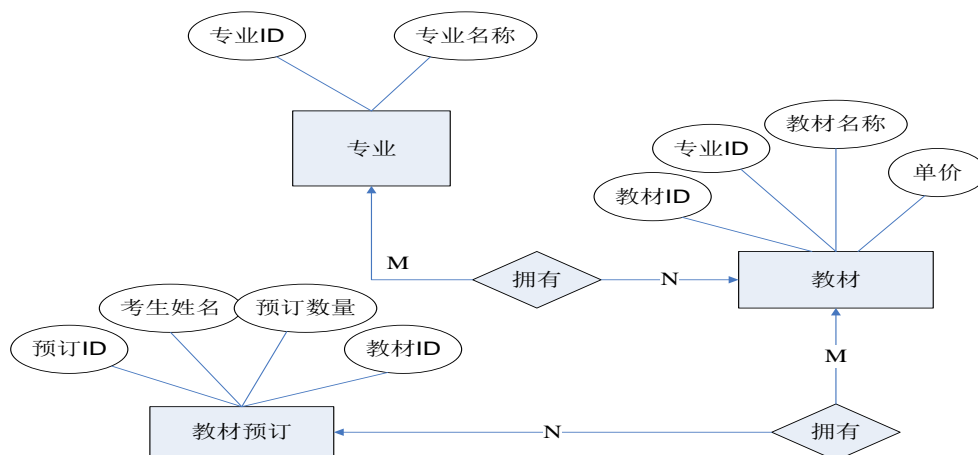 专业ID
专业名称
专业
教材名称
专业ID
单价
教材ID
M
拥有
N
教材
考生姓名
预订数量
预订ID
教材ID
M
教材预订
N
拥有